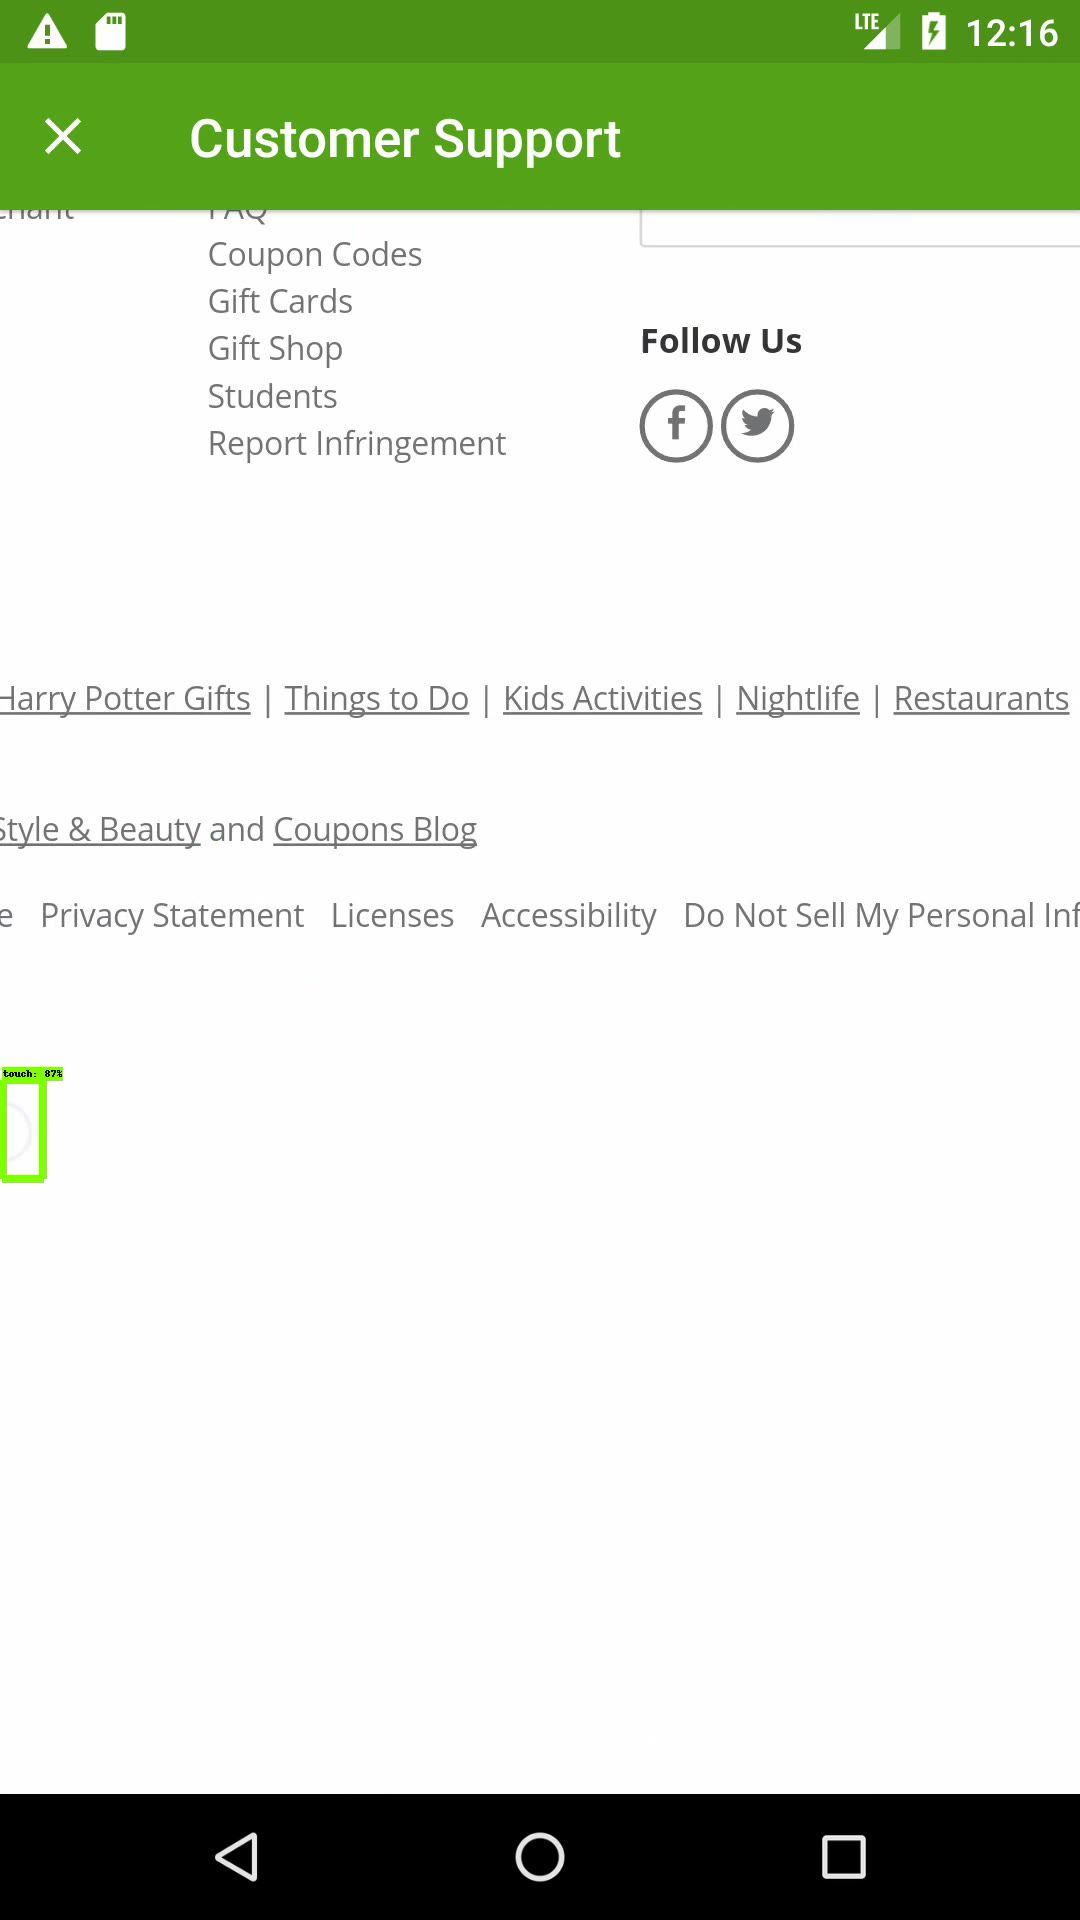 LTE 12:16
Customer Support
FAQ
Coupon Codes
Gift Cards
Gift Shop
Students
Report Infringement
Follow Us
Harry Potter Gifts | Things to Do | Kids Activities | Nightlife | Restaurants
Style & Beauty and Coupons Blog
e Privacy Statement Licenses Accessibility Do Not Sell My Personal Inf
touch: 87%